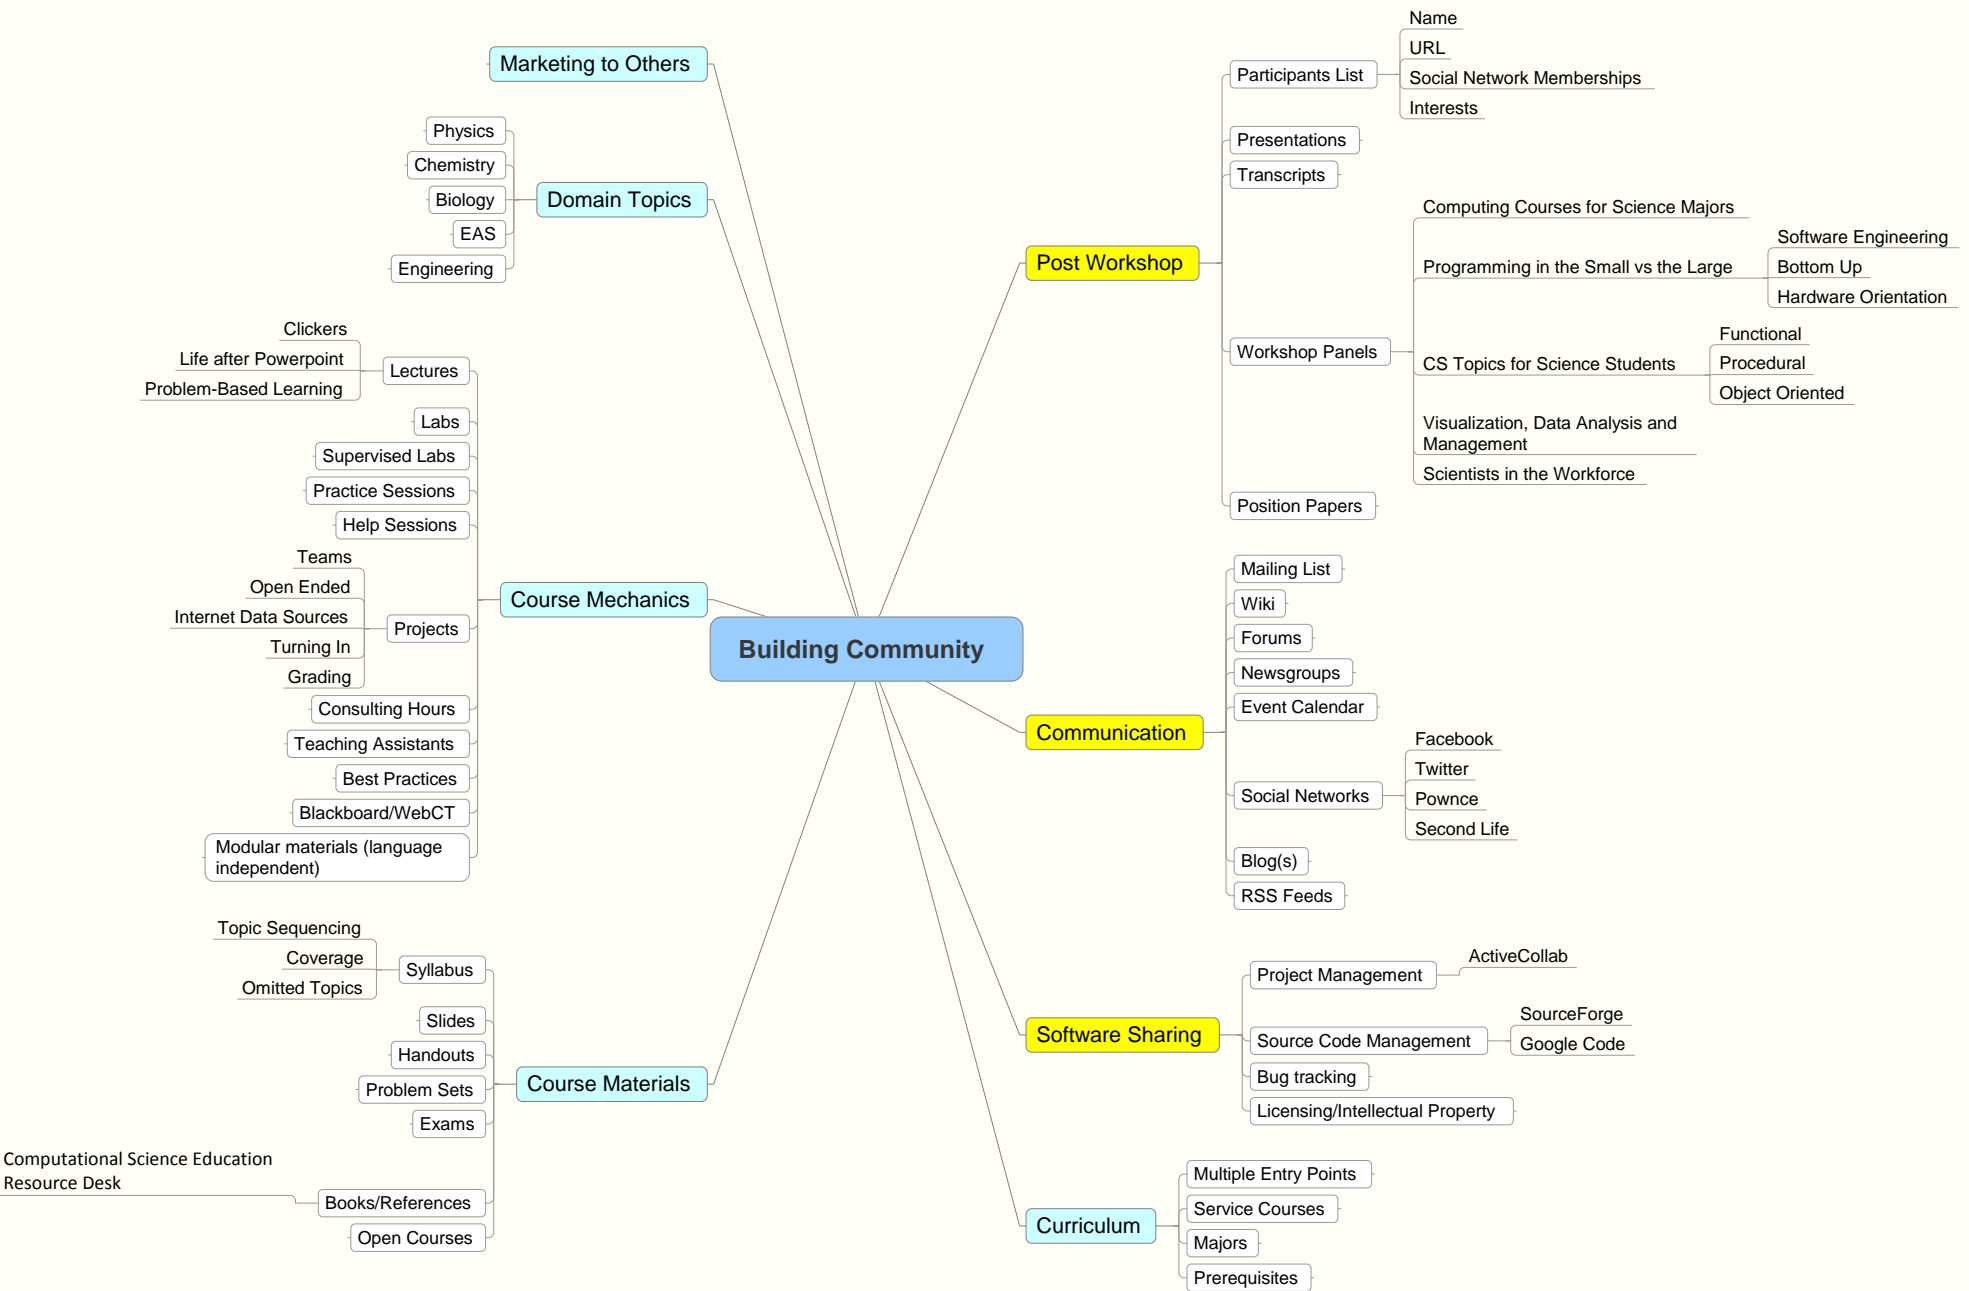 Building Community
Marketing to Others
Domain Topics
Physics
Chemistry
Biology
EAS
Engineering
Course Mechanics
Lectures
Clickers
Life after Powerpoint
Problem-Based Learning
Labs
Supervised Labs
Practice Sessions
Help Sessions
Projects
Teams
Open Ended
Internet Data Sources
Turning In
Grading
Consulting Hours
Teaching Assistants
Best Practices
Blackboard/WebCT
Modular materials (language
independent)
Course Materials
Syllabus
Topic Sequencing
Coverage
Omitted Topics
Slides
Handouts
Problem Sets
Exams
Books/References
Computational Science Education
Resource Desk
Open Courses
Post Workshop
Participants List
Name
URL
Social Network Memberships
Interests
Presentations
Transcripts
Workshop Panels
Computing Courses for Science Majors
Programming in the Small vs the Large
Software Engineering
Bottom Up
Hardware Orientation
CS Topics for Science Students
Functional
Procedural
Object Oriented
Visualization, Data Analysis and
Management
Scientists in the Workforce
Position Papers
Communication
Mailing List
Wiki
Forums
Newsgroups
Event Calendar
Social Networks
Facebook
Twitter
Pownce
Second Life
Blog(s)
RSS Feeds
Software Sharing
Project Management
ActiveCollab
Source Code Management
SourceForge
Google Code
Bug tracking
Licensing/Intellectual Property
Curriculum
Multiple Entry Points
Service Courses
Majors
Prerequisites